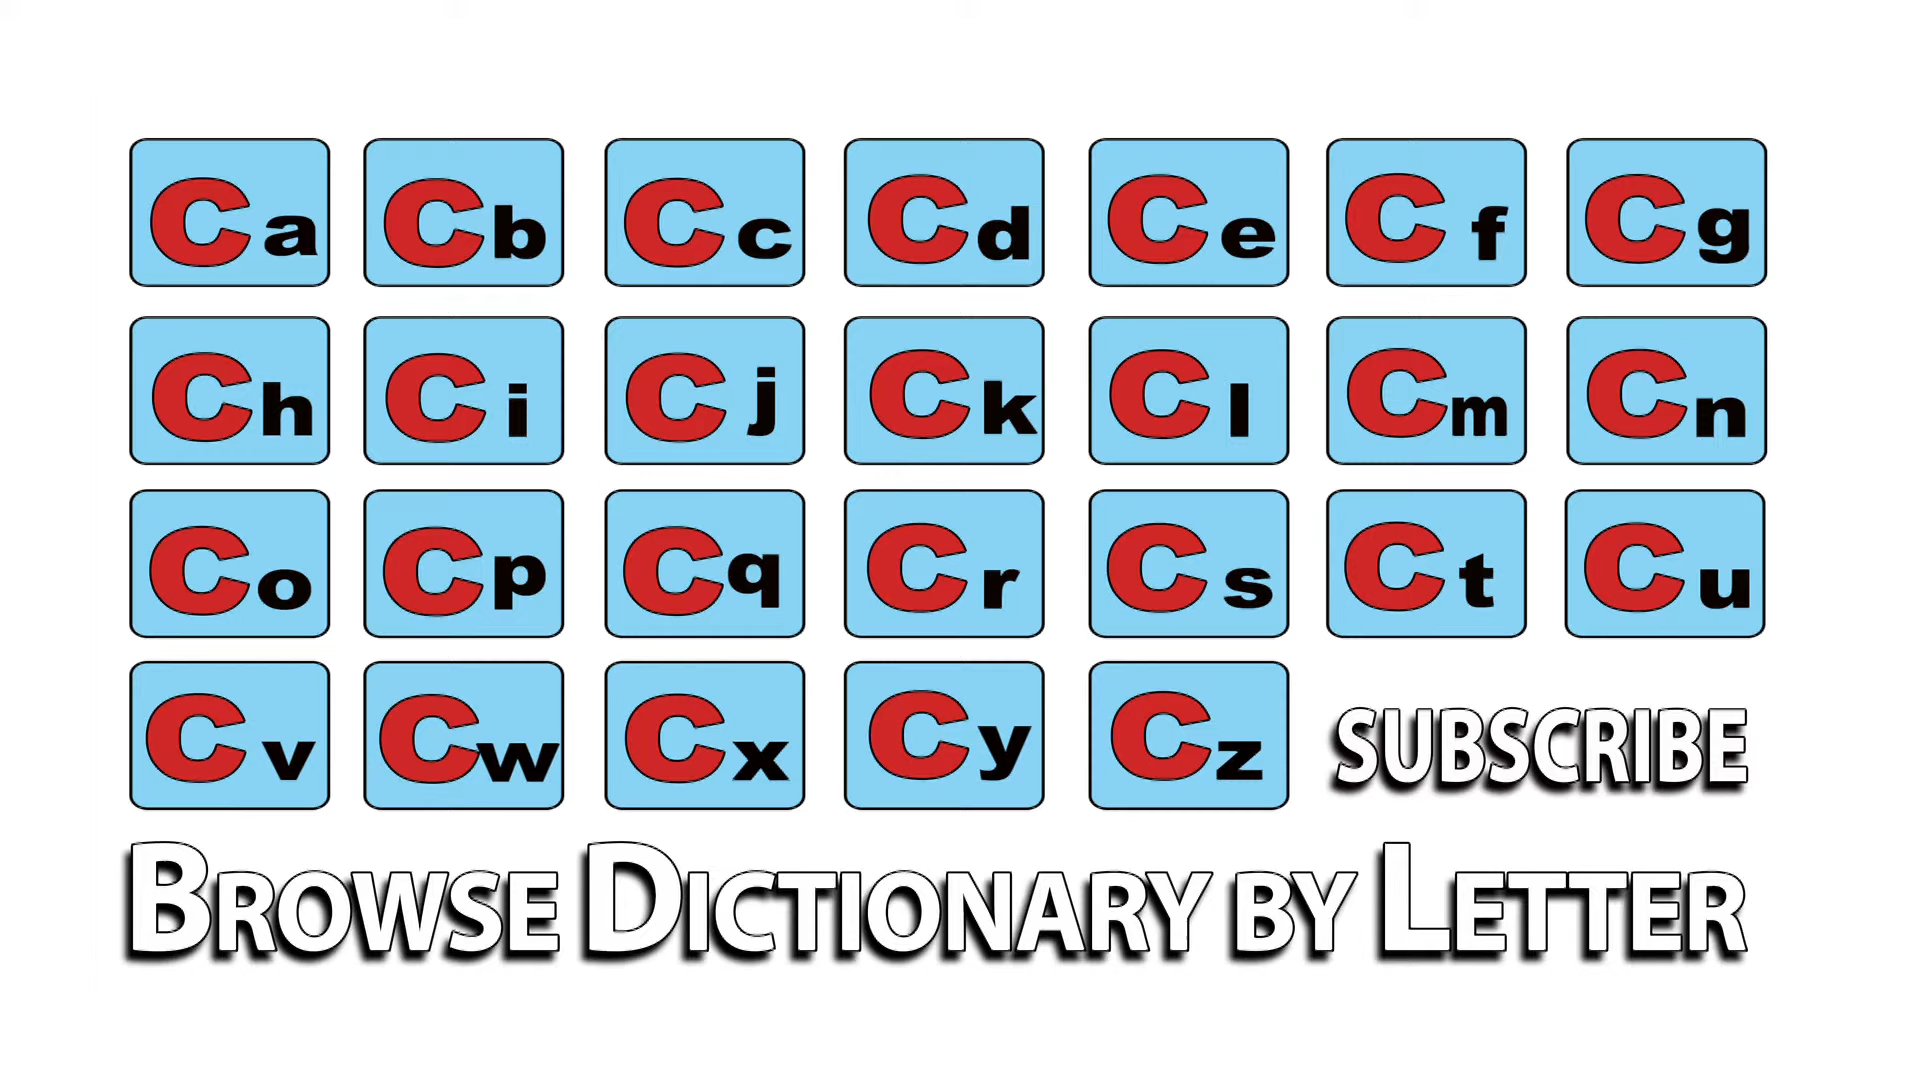 Ca Cb Cc Cd Ce Cf Cg
Ch Ci Cj Ck Cl Cm Cn
Co Cp Cq Cr Cs Ct Cu
Cv Cw Cx Cy Cz SUBSCRIBE
BROWSE DICTIONARY BY LETTER